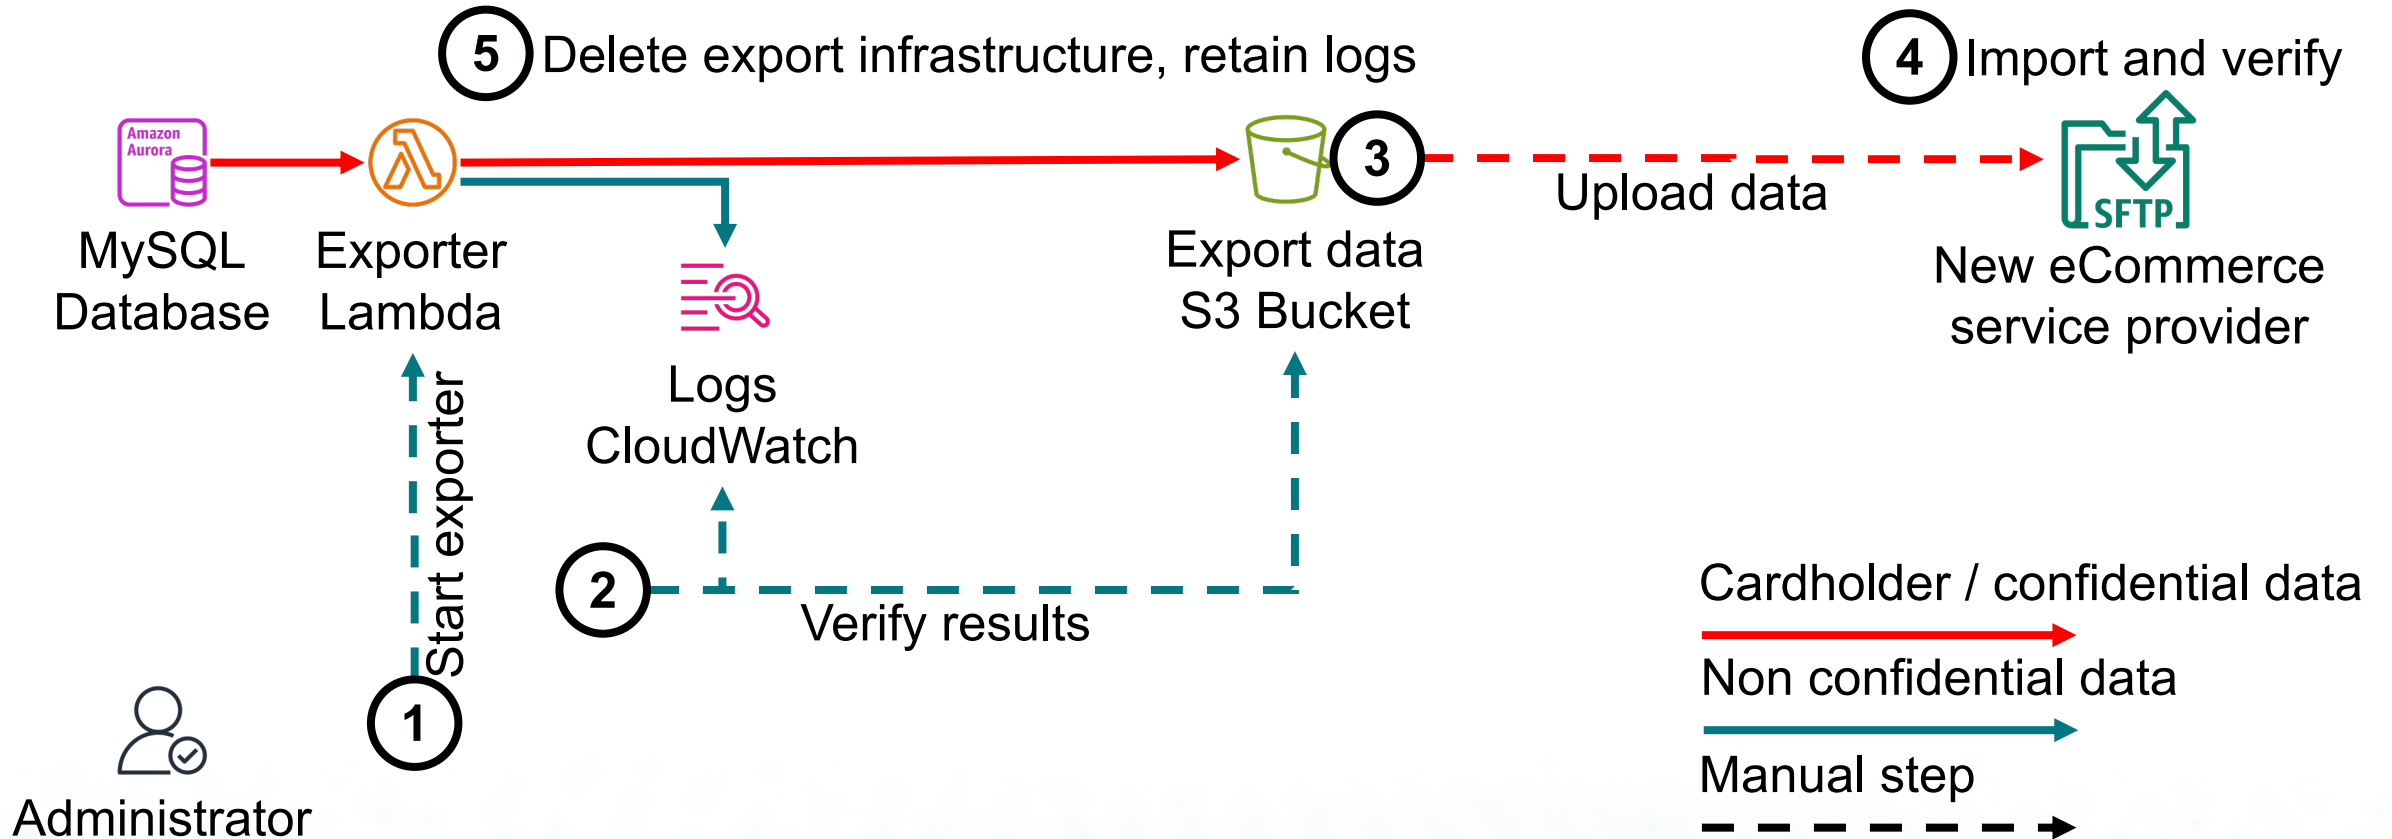 5 Delete export infrastructure, retain logs
4 Import and verify
Amazon
Aurora
3
Upload data
SFTP
MySQL
Database
Exporter
Lambda
Export data
S3 Bucket
New eCommerce
service provider
Start exporter
Logs
CloudWatch
2
Verify results
1
Administrator
Cardholder / confidential data
Non confidential data
Manual step